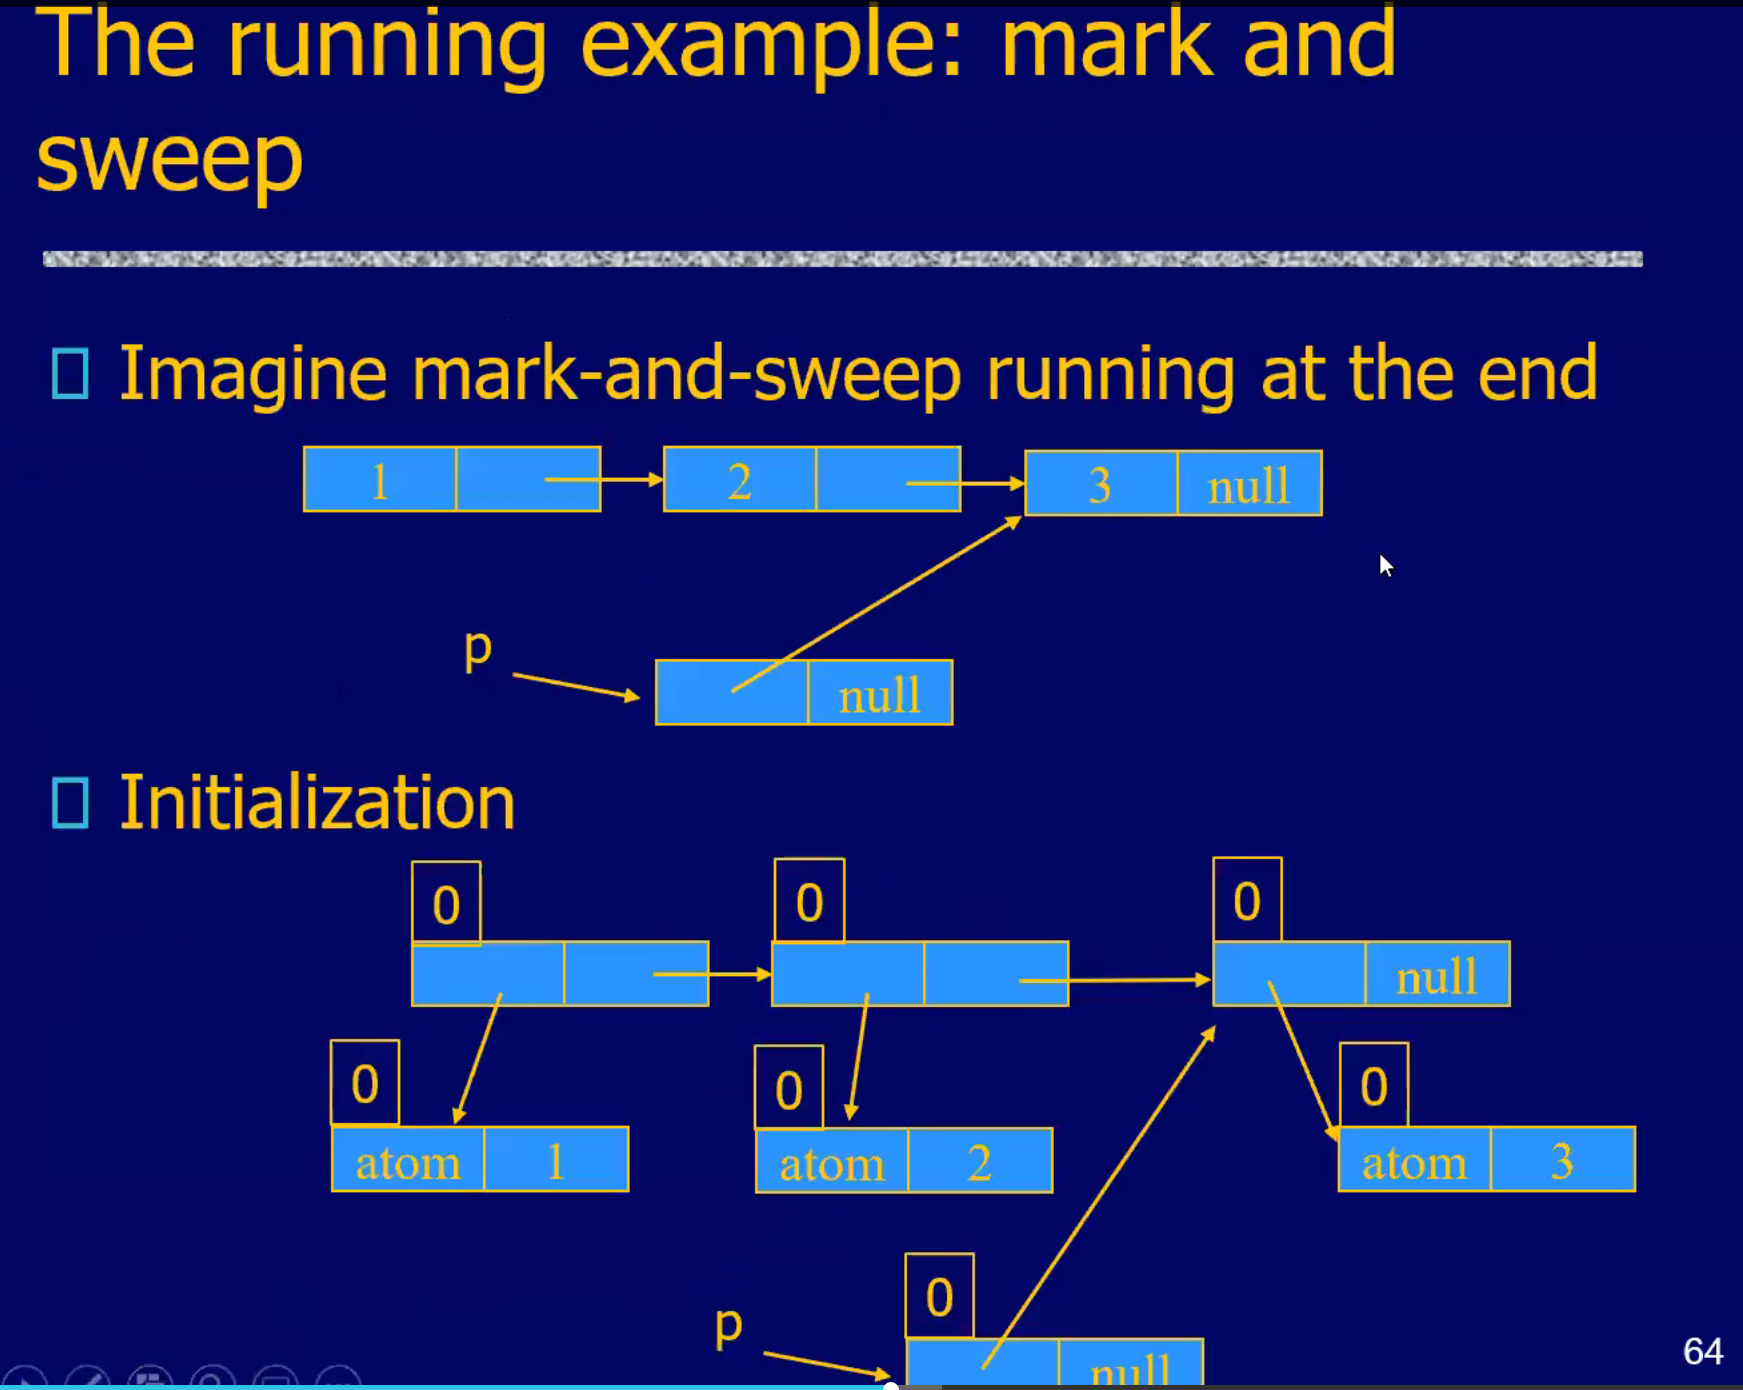 The running example: mark and
sweep
Imagine mark-and-sweep running at the end
1 2 3 null
p
null
Initialization
0 0 0
null
0 0 0
atom 1 atom 2 atom 3
0
p
null
64